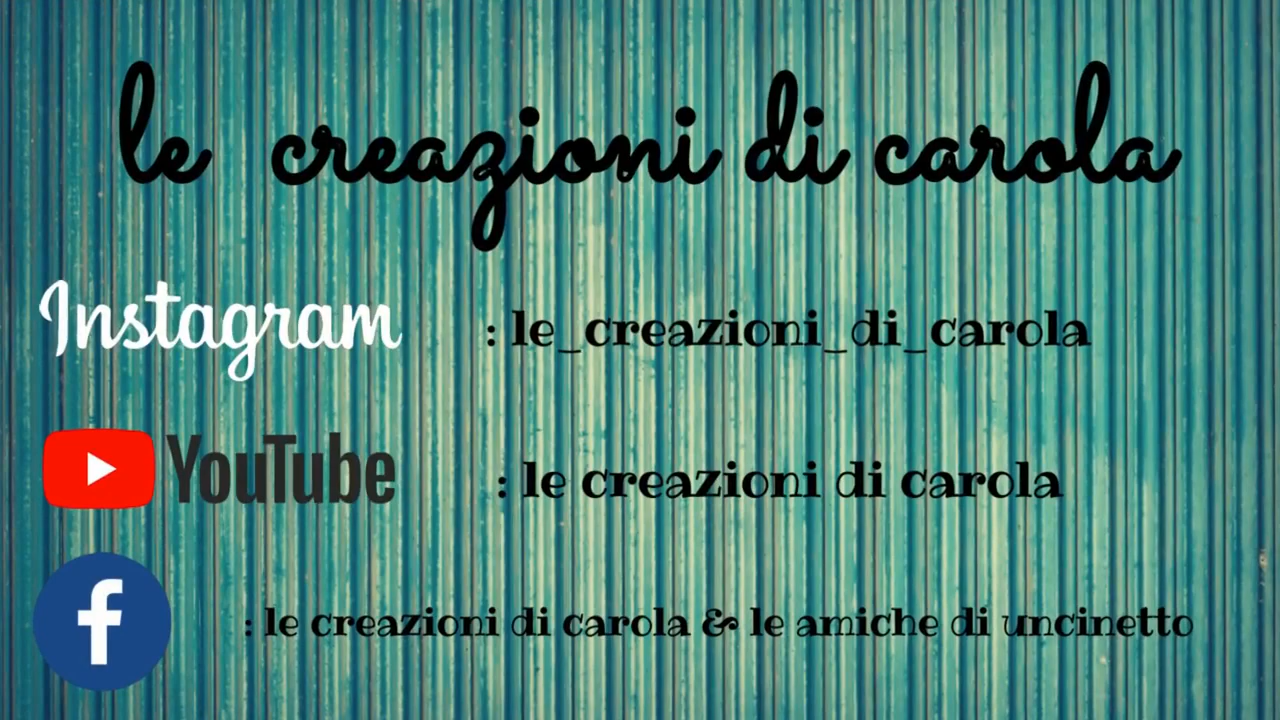 le creazioni di carola
Instagram : le_creazioni_di_carola
YouTube : le creazioni di carola
f : le creazioni di carola & le amiche di uncinetto